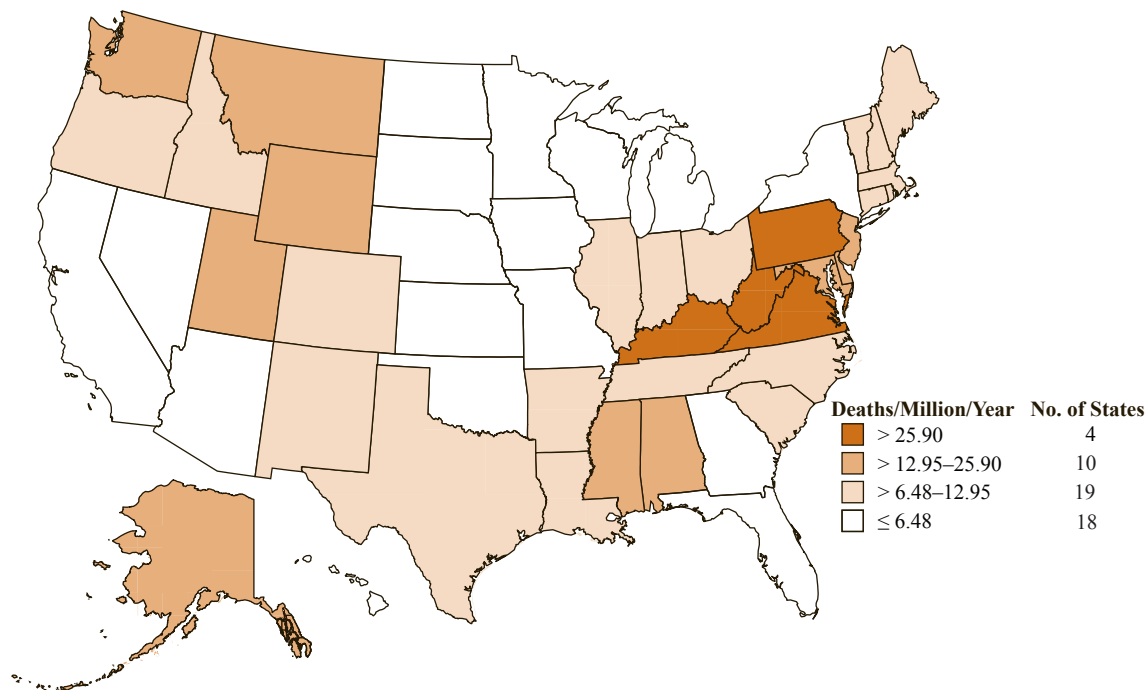 Deaths/Million/Year No. of States
> 25.90 4
> 12.95–25.90 10
> 6.48–12.95 19
≤ 6.48 18